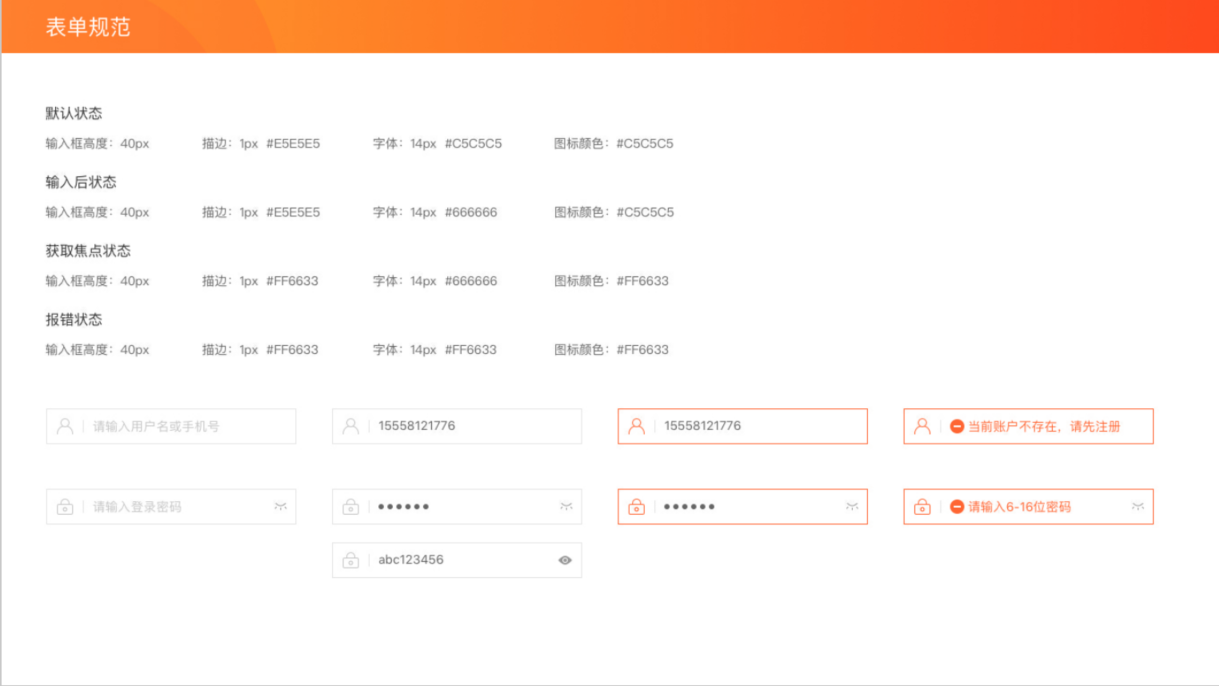 表单规范
默认状态
输入框高度：40px 描边：1px #E5E5E5 字体：14px #C5C5C5 图标颜色：#C5C5C5
输入后状态
输入框高度：40px 描边：1px #E5E5E5 字体：14px #666666 图标颜色：#C5C5C5
获取焦点状态
输入框高度：40px 描边：1px #FF6633 字体：14px #666666 图标颜色：#FF6633
报错状态
输入框高度：40px 描边：1px #FF6633 字体：14px #FF6633 图标颜色：#FF6633
请输入用户名或手机号 15558121776 15558121776 当前账户不存在，请先注册
请输入登录密码 •••••• •••••• 请输入6-16位密码
abc123456